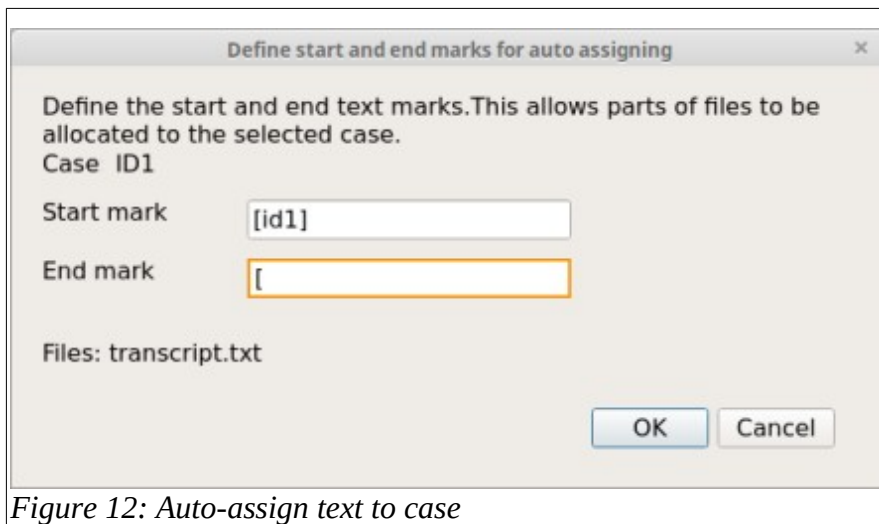 Define start and end marks for auto assigning ×
Define the start and end text marks.This allows parts of files to be
allocated to the selected case.
Case ID1
Start mark [id1]
End mark [
Files: transcript.txt
OK Cancel
Figure 12: Auto-assign text to case